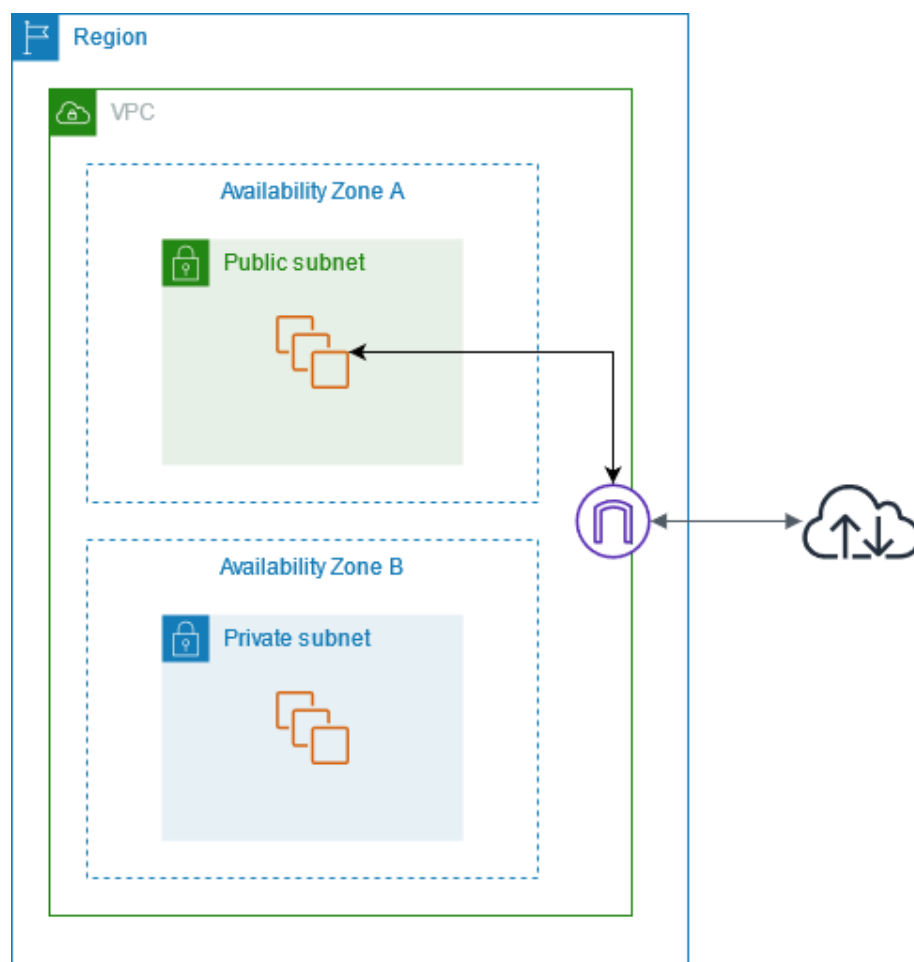 Region
VPC
Availability Zone A
Public subnet
Availability Zone B
Private subnet